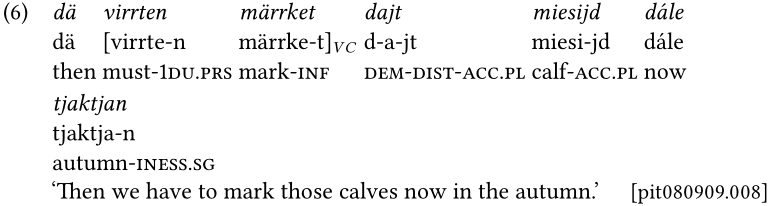 (6) dä virrten märrket dajt miesijd dále
dä [virrte-n märrke-t]VC d-a-jt miesi-jd dále
then must-1DU.PRS mark-INF DEM-DIST-ACC.PL calf-ACC.PL now
tjaktjan
tjaktja-n
autumn-INESS.SG
‘Then we have to mark those calves now in the autumn.’ [pit080909.008]